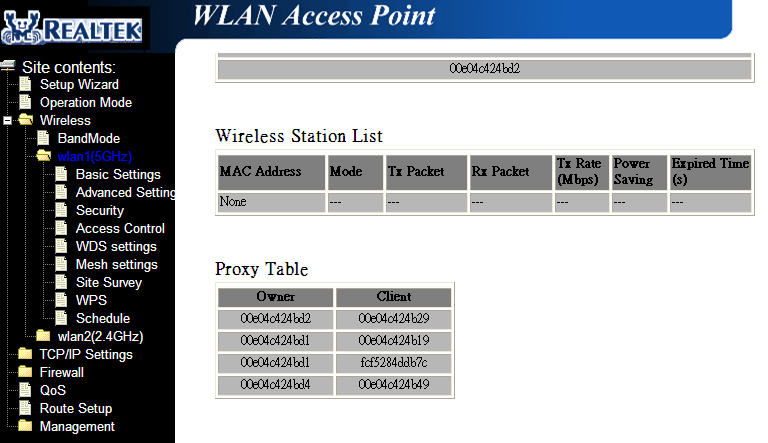 REALTEK
WLAN Access Point
Site contents:
Setup Wizard
Operation Mode
Wireless
BandMode
wlan1(5GHz)
Basic Settings
Advanced Setting
Security
Access Control
WDS settings
Mesh settings
Site Survey
WPS
Schedule
wlan2(2.4GHz)
TCP/IP Settings
Firewall
QoS
Route Setup
Management
00e04c424bd2
Wireless Station List
MAC Address Mode Tx Packet Rx Packet Tx Rate (Mbps) Power Saving Expired Time (s)
None --- --- --- --- --- ---
Proxy Table
Owner Client
00e04c424bd2 00e04c424b29
00e04c424bd1 00e04c424b19
00e04c424bd1 fcf5284ddb7c
00e04c424bd4 00e04c424b49